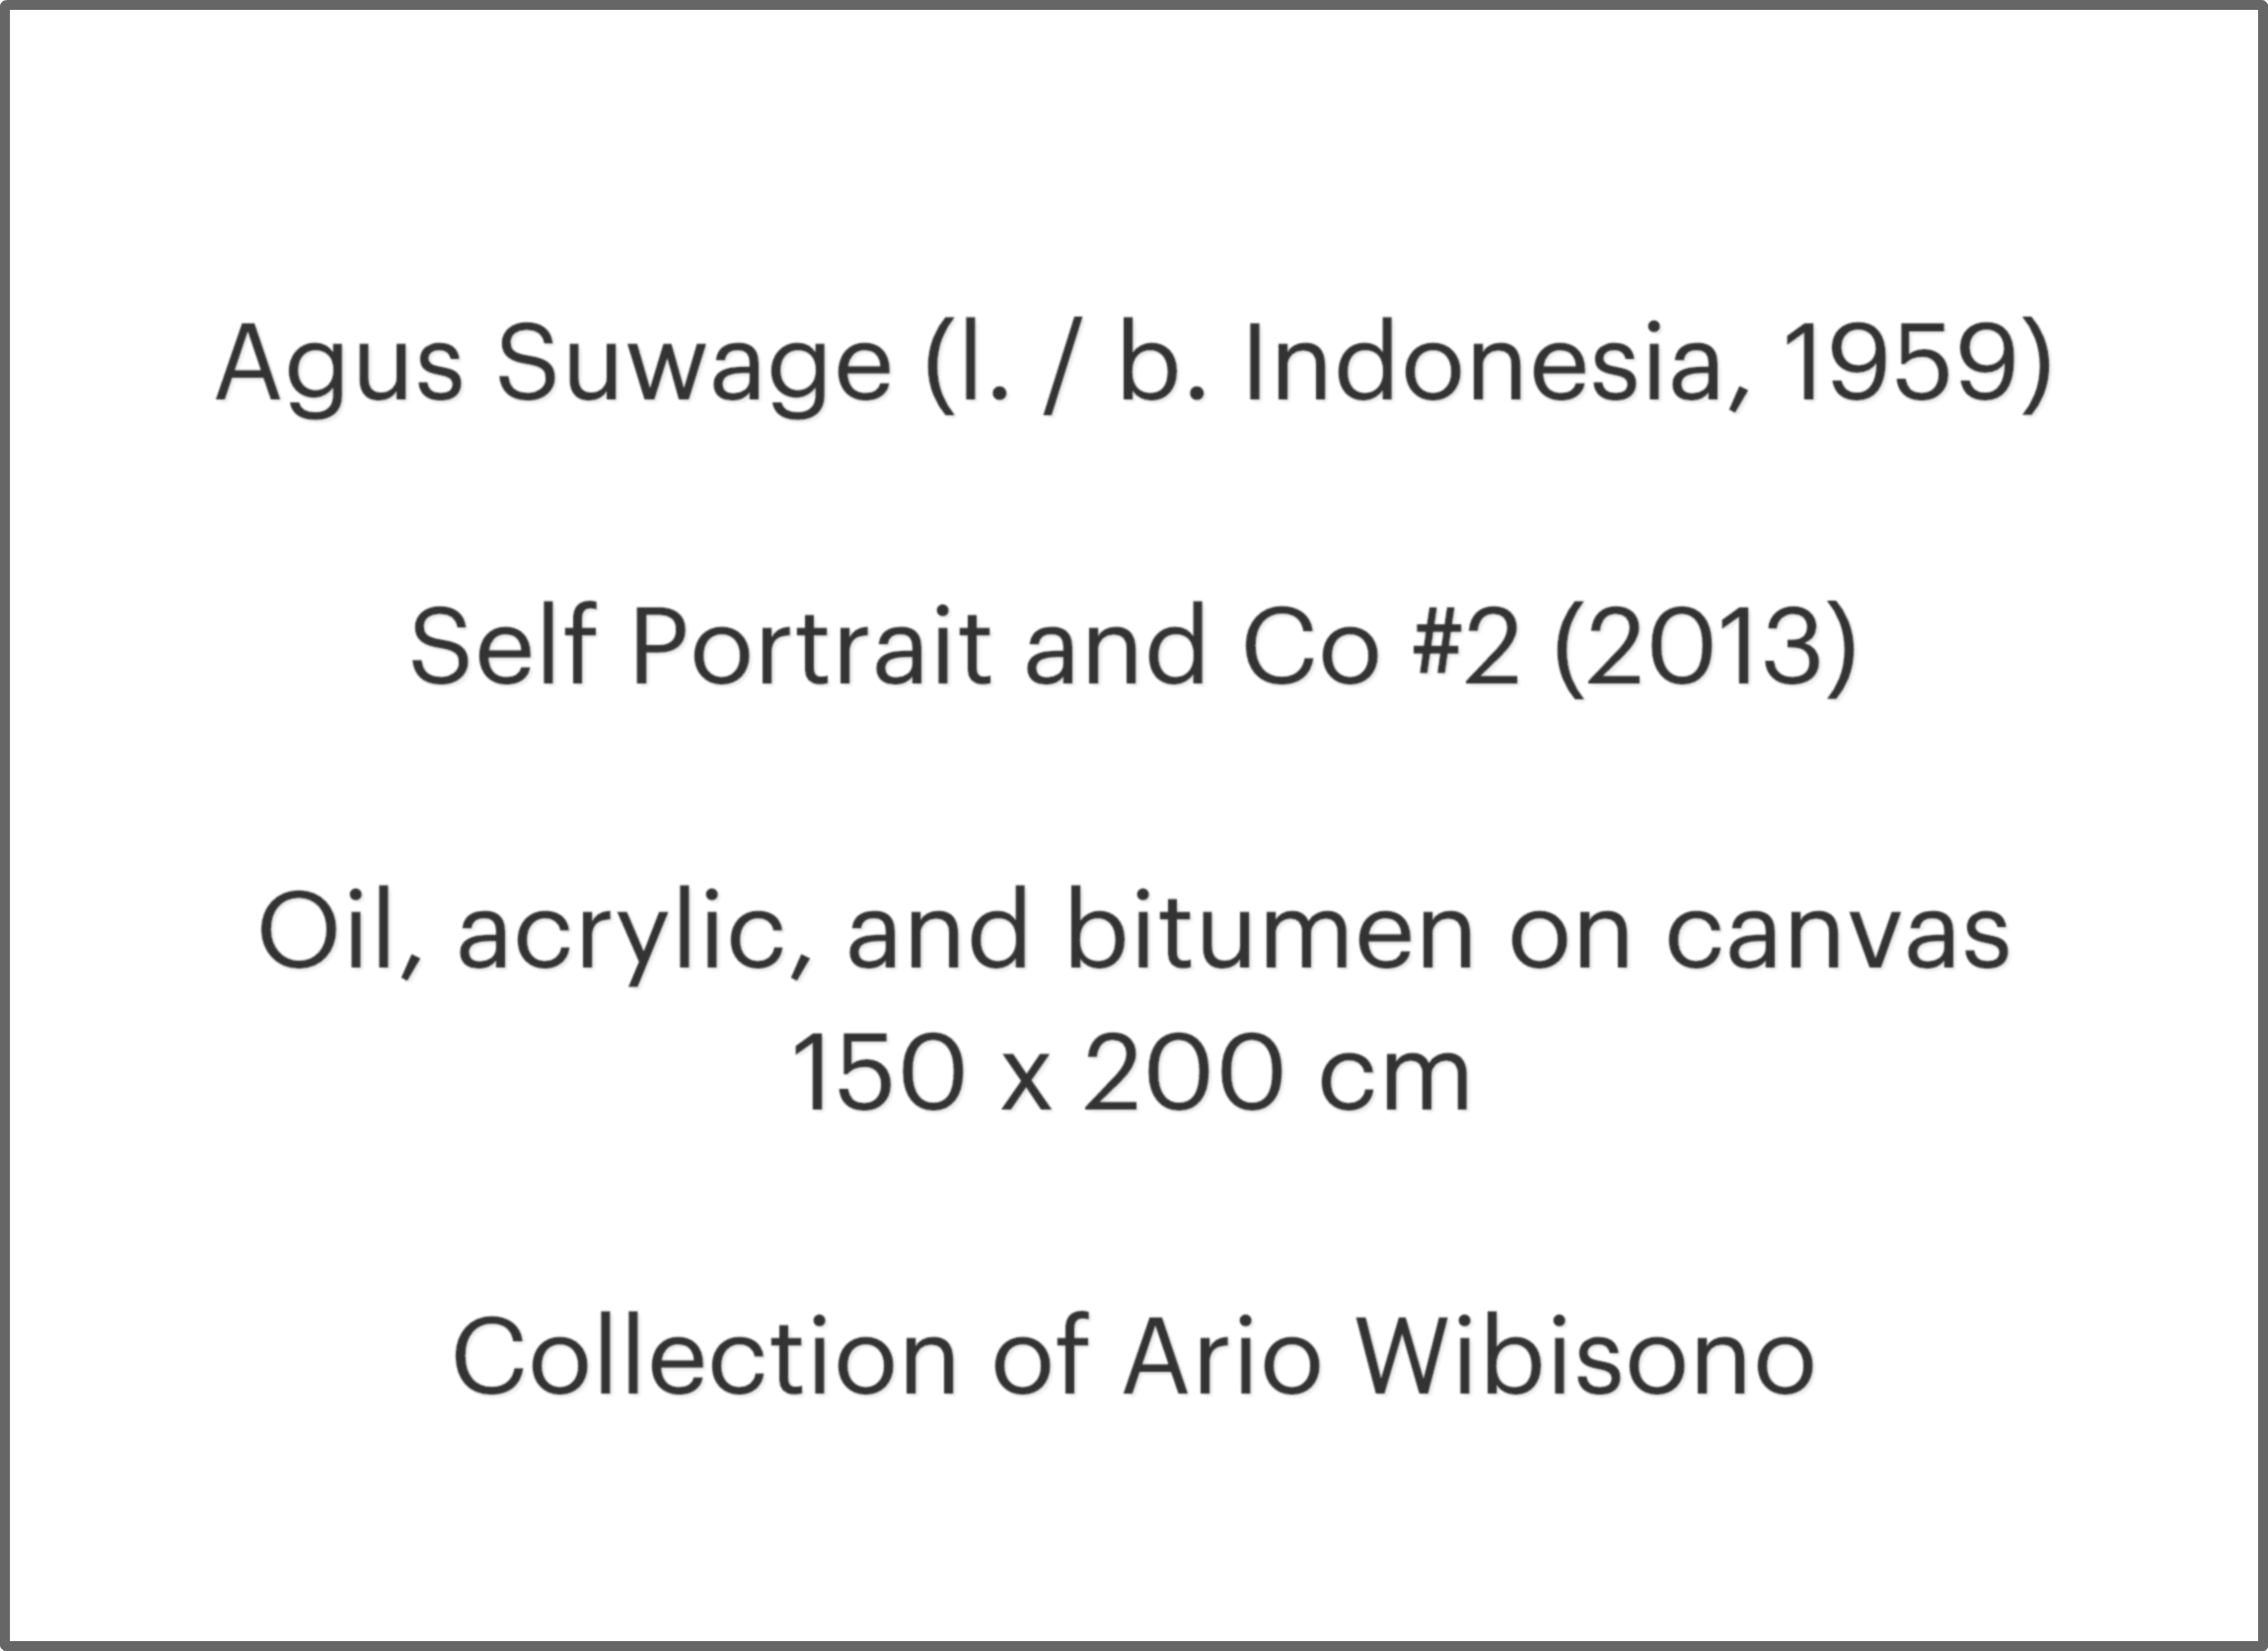 Agus Suwage (l. / b. Indonesia, 1959)
Self Portrait and Co #2 (2013)
Oil, acrylic, and bitumen on canvas
150 x 200 cm
Collection of Ario Wibisono